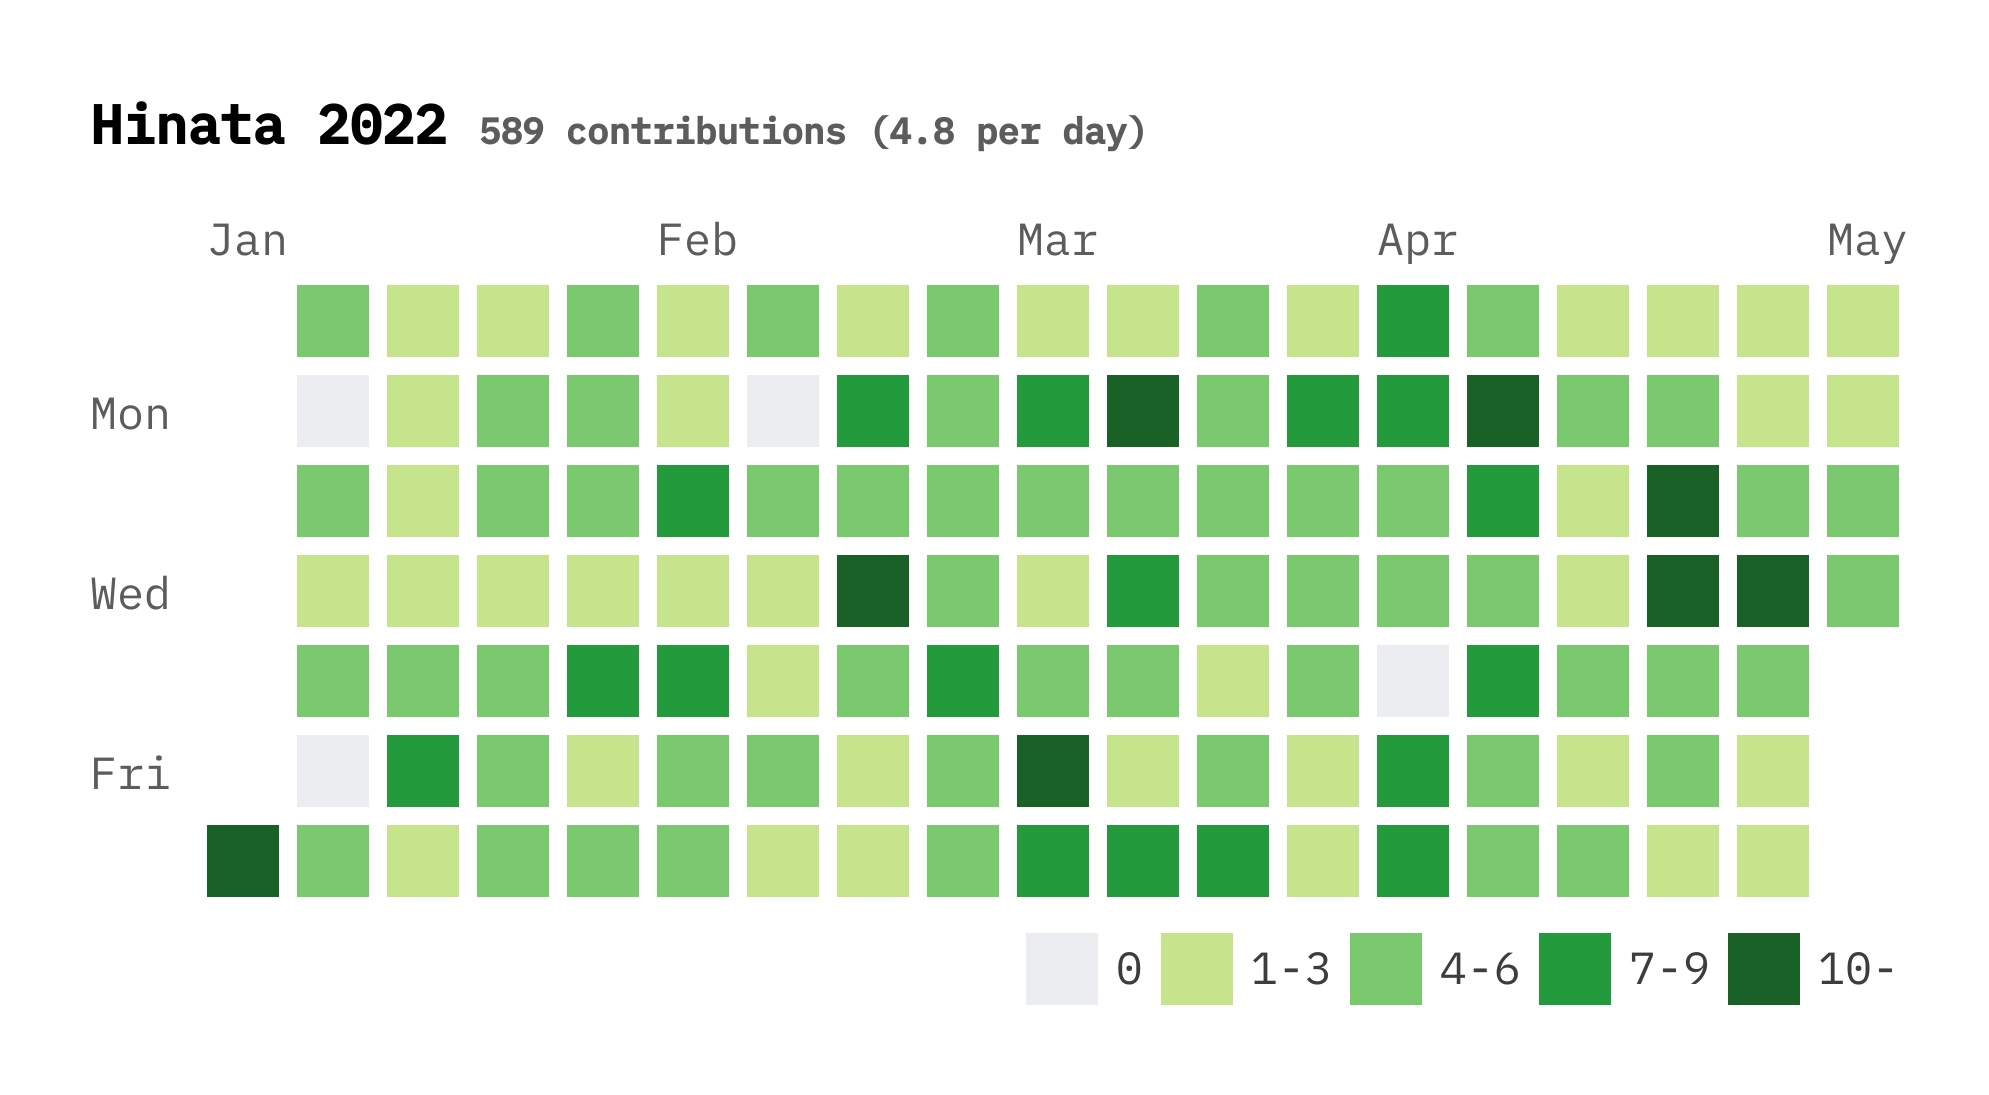 Hinata 2022 589 contributions (4.8 per day)
Jan Feb Mar Apr May
Mon
Wed
Fri
0 1-3 4-6 7-9 10-